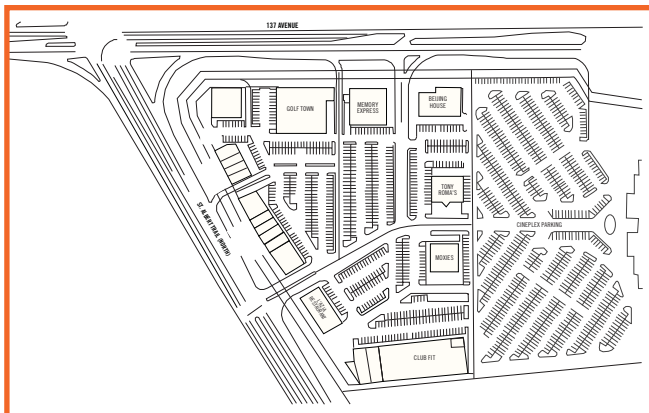 137 AVENUE
GOLF TOWN
MEMORY
EXPRESS
BEIJING
HOUSE
TONY
ROMA'S
ST. ALBERT TRAIL (NORTH)
CINEPLEX PARKING
MOXIES
CLUB FIT